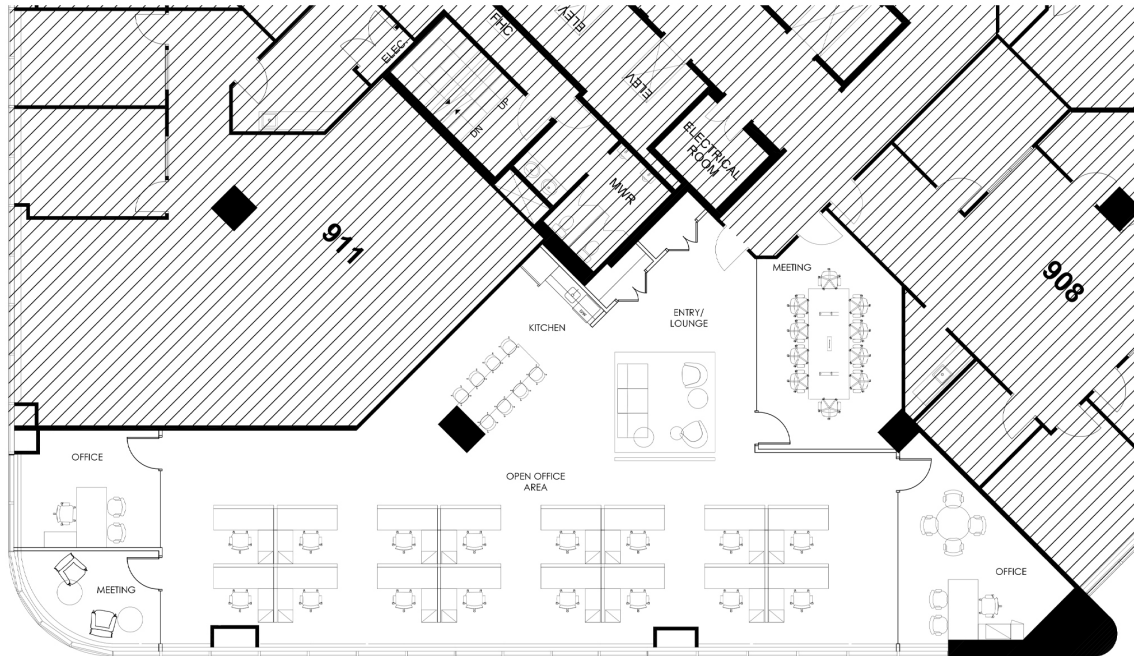 FHC
ELEV
ELEC.
ELEV
UP
DN
ELECTRICAL
ROOM
MWR
911
MEETING
908
ENTRY/
LOUNGE
KITCHEN
OFFICE
OPEN OFFICE
AREA
MEETING
OFFICE